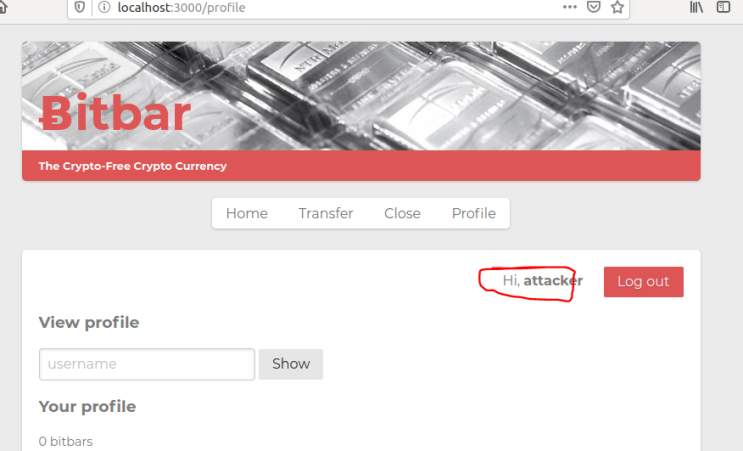 localhost:3000/profile
Ƀitbar
The Crypto-Free Crypto Currency
Home Transfer Close Profile
Hi, attacker Log out
View profile
username Show
Your profile
0 bitbars